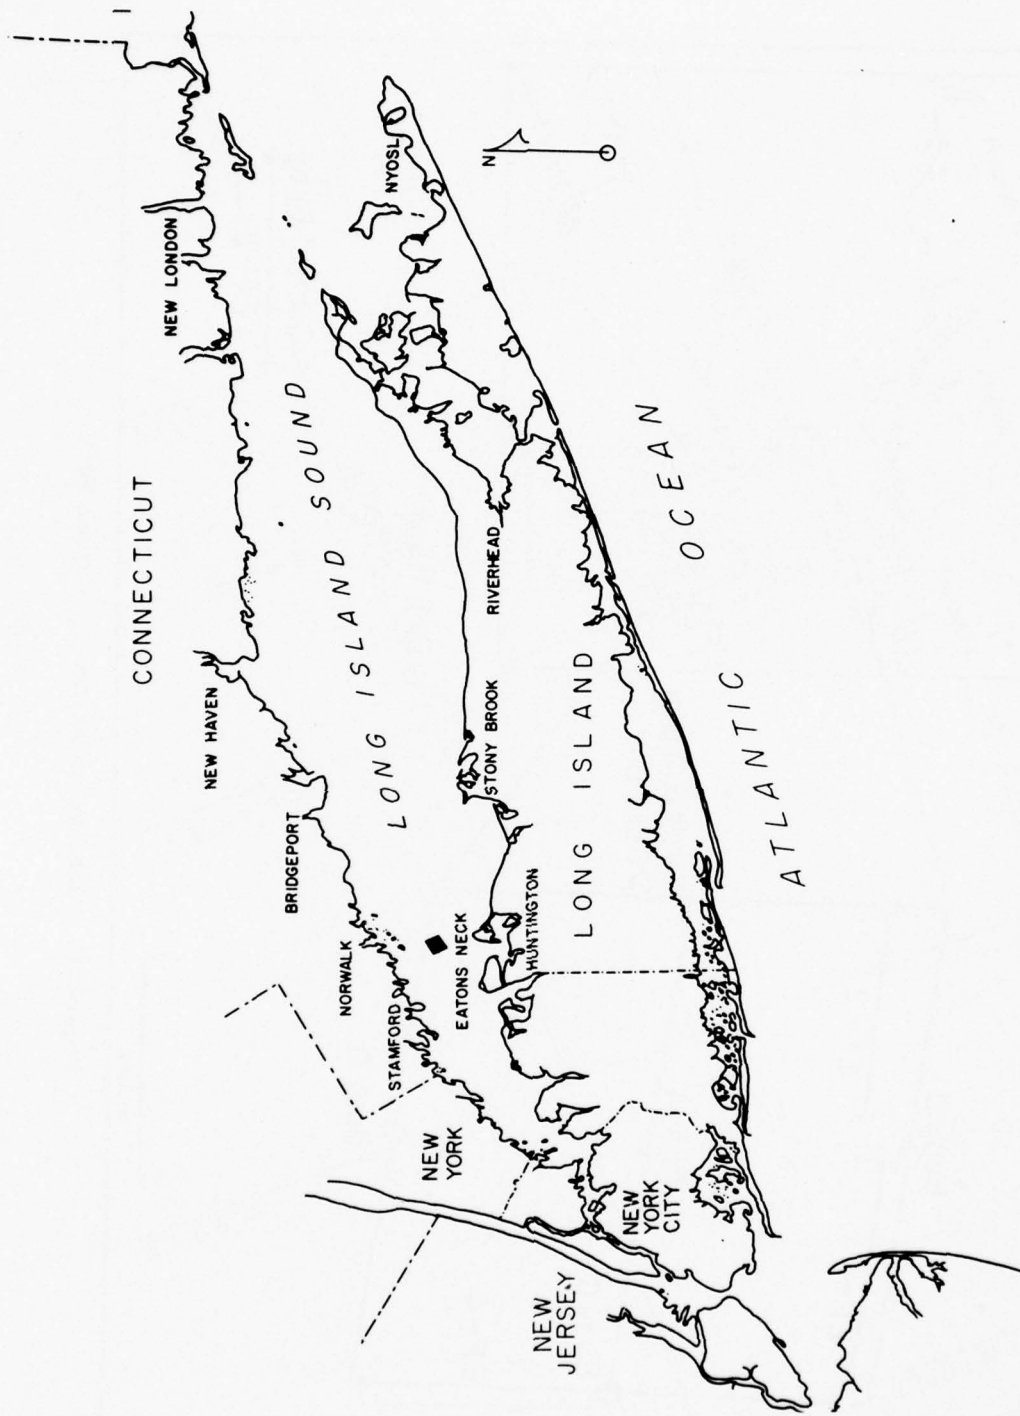 CONNECTICUT
NEW LONDON
NEW HAVEN
BRIDGEPORT
NORWALK
STAMFORD
LONG ISLAND SOUND
NYOSL
N
EATONS NECK
HUNTINGTON
STONY BROOK
RIVERHEAD
LONG ISLAND
ATLANTIC OCEAN
NEW
YORK
NEW
YORK
CITY
NEW
JERSEY